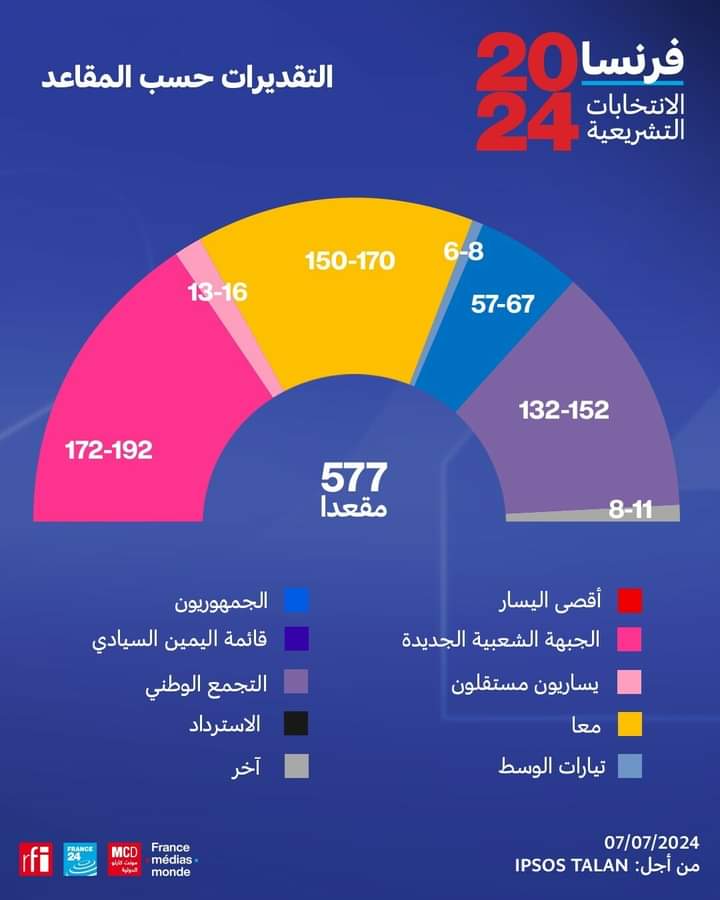 فرنسا
2024
الانتخابات
التشريعية
التقديرات حسب المقاعد
172-192
13-16
150-170
6-8
57-67
132-152
8-11
577
مقعدا
أقصى اليسار
الجبهة الشعبية الجديدة
يساريون مستقلون
معا
تيارات الوسط
الجمهوريون
قائمة اليمين السيادي
التجمع الوطني
الاسترداد
آخر
07/07/2024
من أجل: IPSOS TALAN
rfi
FRANCE
24
MCD
مونت كارلو
الدولية
France
médias
monde